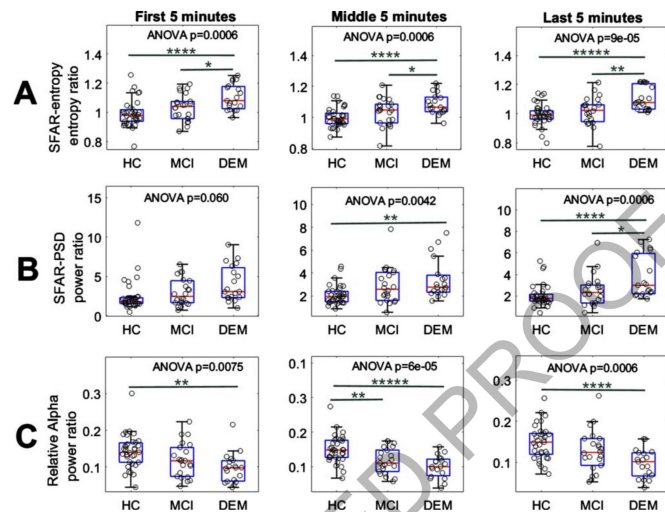 First 5 minutes
Middle 5 minutes
Last 5 minutes
A
SFAR-entropy
entropy ratio
ANOVA p=0.0006
****
*
1.4
1.2
1
0.8
HC MCI DEM
ANOVA p=0.0006
****
*
1.4
1.2
1
0.8
HC MCI DEM
ANOVA p=9e-05
*****
**
1.4
1.2
1
0.8
HC MCI DEM
B
SFAR-PSD
power ratio
ANOVA p=0.060
15
10
5
0
HC MCI DEM
ANOVA p=0.0042
**
10
8
6
4
2
HC MCI DEM
ANOVA p=0.0006
****
*
10
8
6
4
2
HC MCI DEM
C
Relative Alpha
power ratio
ANOVA p=0.0075
**
0.3
0.2
0.1
HC MCI DEM
ANOVA p=6e-05
*****
**
0.1
0.3
0.2
0.1
HC MCI DEM
ANOVA p=0.0006
****
0.3
0.2
0.1
HC MCI DEM
ED PROOF